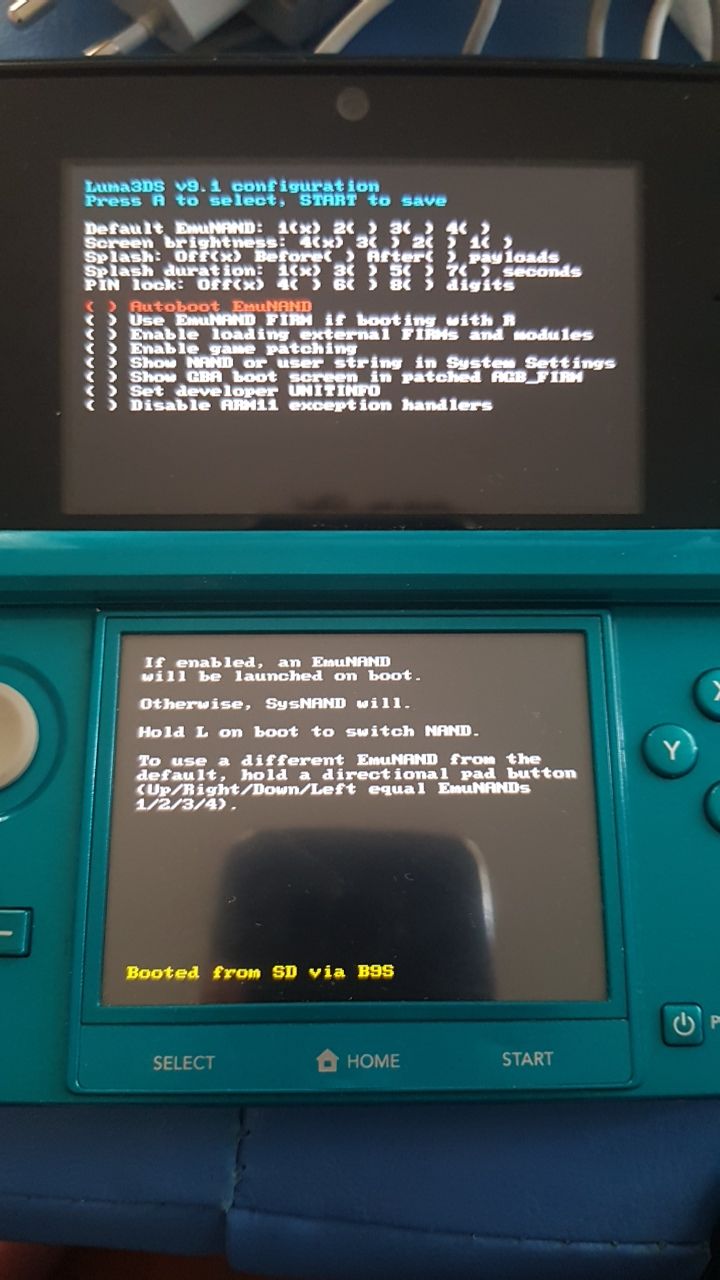 Luma3DS v9.1 configuration
Press A to select, START to save
Default EmuNAND: 1(x) 2( ) 3( ) 4( )
Screen brightness: 4(x) 3( ) 2( ) 1( )
Splash: Off(x) Before( ) After( ) payloads
Splash duration: 1(x) 3( ) 5( ) 7( ) seconds
PIN lock: Off(x) 4( ) 6( ) 8( ) digits
( ) Autoboot EmuNAND
( ) Use EmuNAND FIRM if booting with R
( ) Enable loading external FIRMs and modules
( ) Enable game patching
( ) Show NAND or user string in System Settings
( ) Show GBA boot screen in patched AGB_FIRM
( ) Set developer UNITINFO
( ) Disable ARM11 exception handlers
If enabled, an EmuNAND
will be launched on boot.
Otherwise, SysNAND will.
Hold L on boot to switch NAND.
To use a different EmuNAND from the
default, hold a directional pad button
(Up/Right/Down/Left equal EmuNANDs
1/2/3/4).
Booted from SD via B9S
X
Y
P
SELECT HOME START